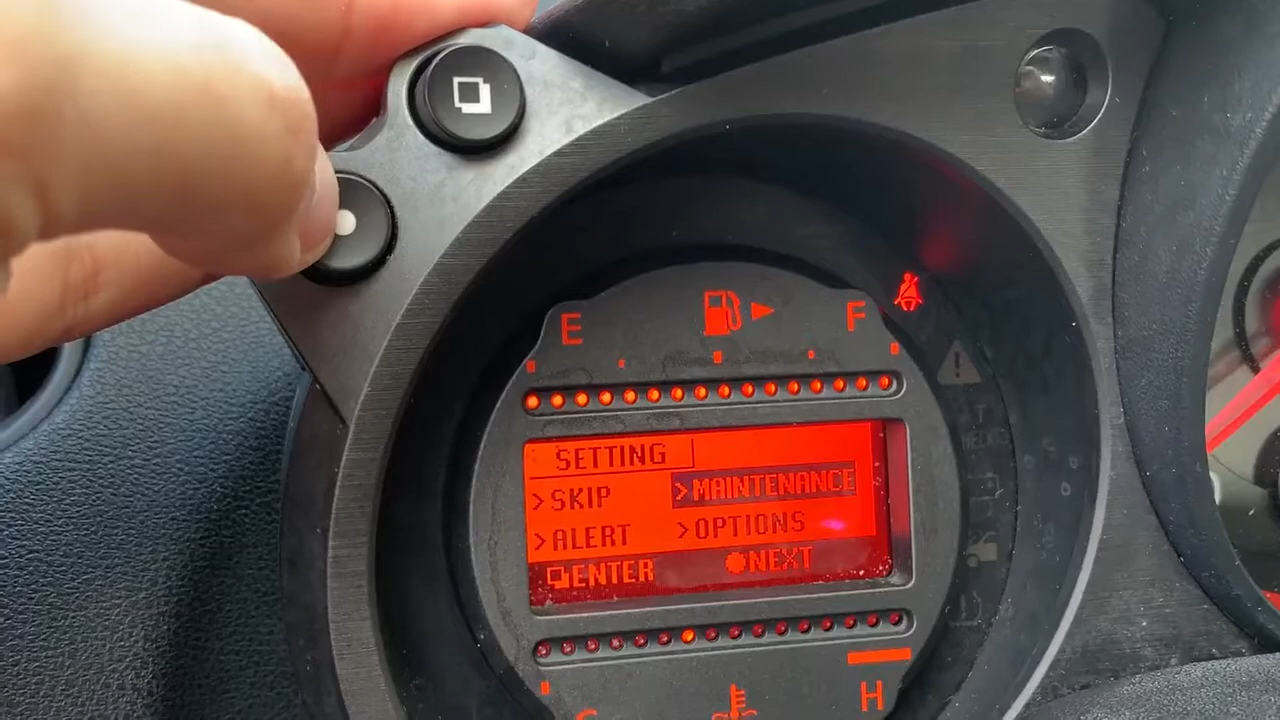 E F
SETTING
>SKIP >MAINTENANCE
>ALERT >OPTIONS
ENTER NEXT
H